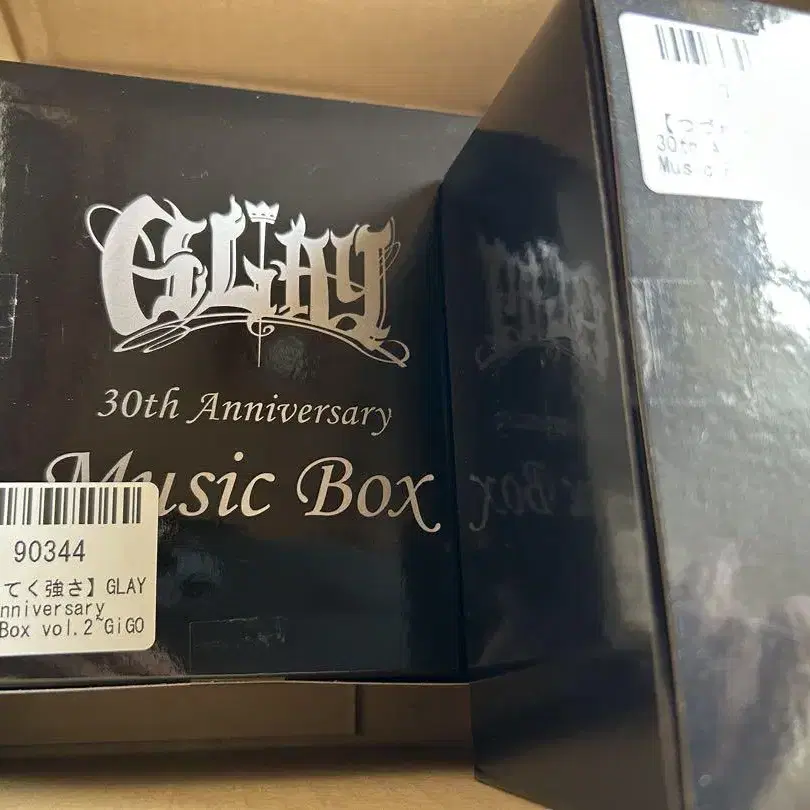 GLAY
30th Anniversary
Music Box
90344
てく強さ】GLAY
nniversary
Box vol.2~GiGO
【つづ
30th A
Music